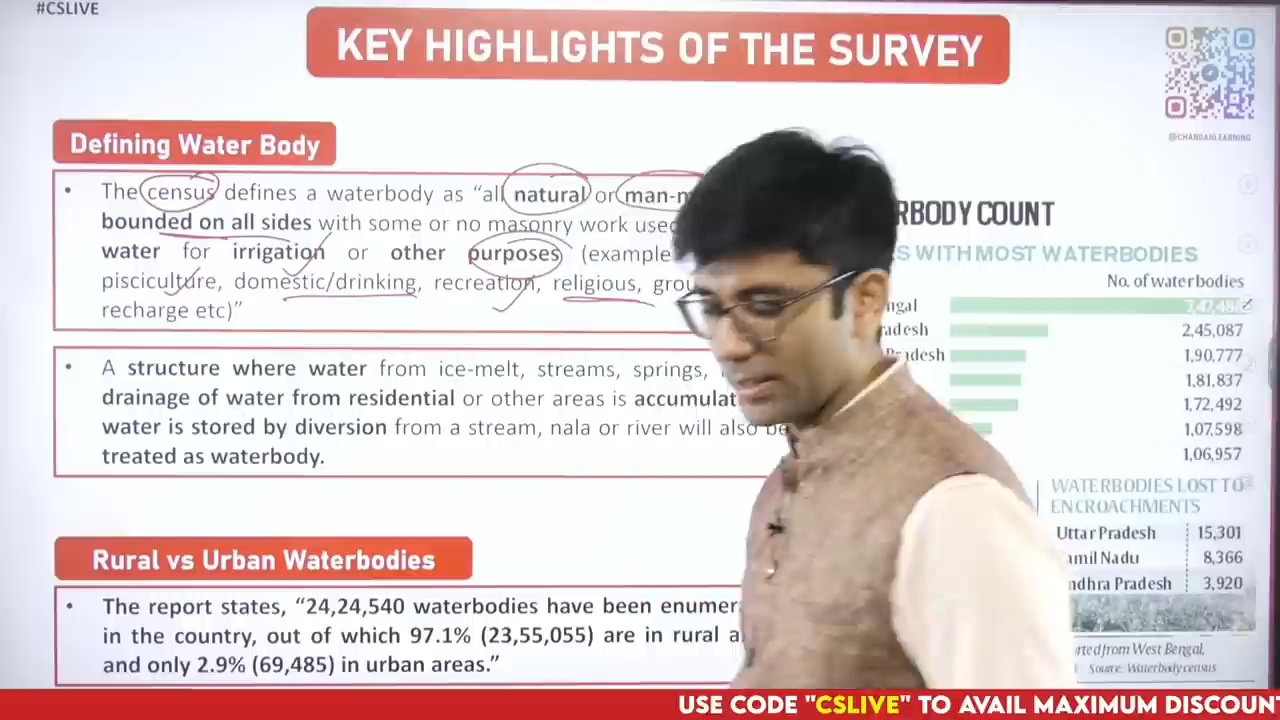 #CSLIVE
KEY HIGHLIGHTS OF THE SURVEY
@CHANDANLEARNING
Defining Water Body
• The census defines a waterbody as “all natural or man-m
bounded on all sides with some or no masonry work used
water for irrigation or other purposes (example
pisciculture, domestic/drinking, recreation, religious, grou
recharge etc)”
• A structure where water from ice-melt, streams, springs,
drainage of water from residential or other areas is accumulat
water is stored by diversion from a stream, nala or river will also be
treated as waterbody.
Rural vs Urban Waterbodies
• The report states, “24,24,540 waterbodies have been enumer
in the country, out of which 97.1% (23,55,055) are in rural a
and only 2.9% (69,485) in urban areas.”
RBODY COUNT
S WITH MOST WATERBODIES
No. of waterbodies
ngal
radesh 2,45,087
Pradesh 1,90,777
1,81,837
1,72,492
1,07,598
1,06,957
WATERBODIES LOST TO
ENCROACHMENTS
Uttar Pradesh 15,301
amil Nadu 8,366
ndhra Pradesh 3,920
rted from West Bengal,
Source: Waterbody census
USE CODE "CSLIVE" TO AVAIL MAXIMUM DISCOUN